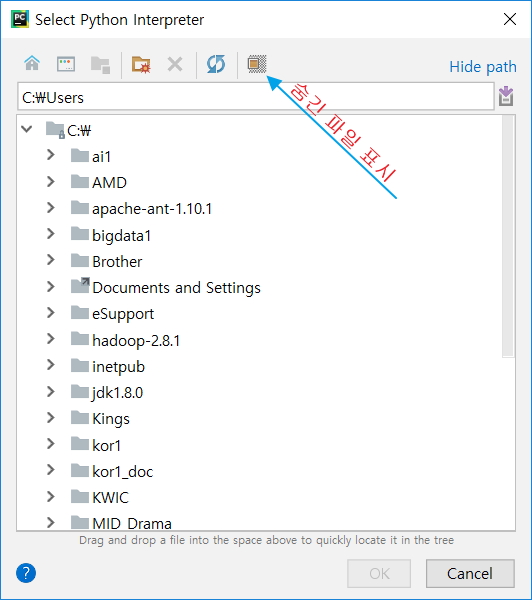 PC
Select Python Interpreter
Hide path
C:₩Users
숨긴 파일 표시
C:₩
ai1
AMD
apache-ant-1.10.1
bigdata1
Brother
Documents and Settings
eSupport
hadoop-2.8.1
inetpub
jdk1.8.0
Kings
kor1
kor1_doc
KWIC
MID_Drama
Drag and drop a file into the space above to quickly locate it in the tree
?
OK
Cancel